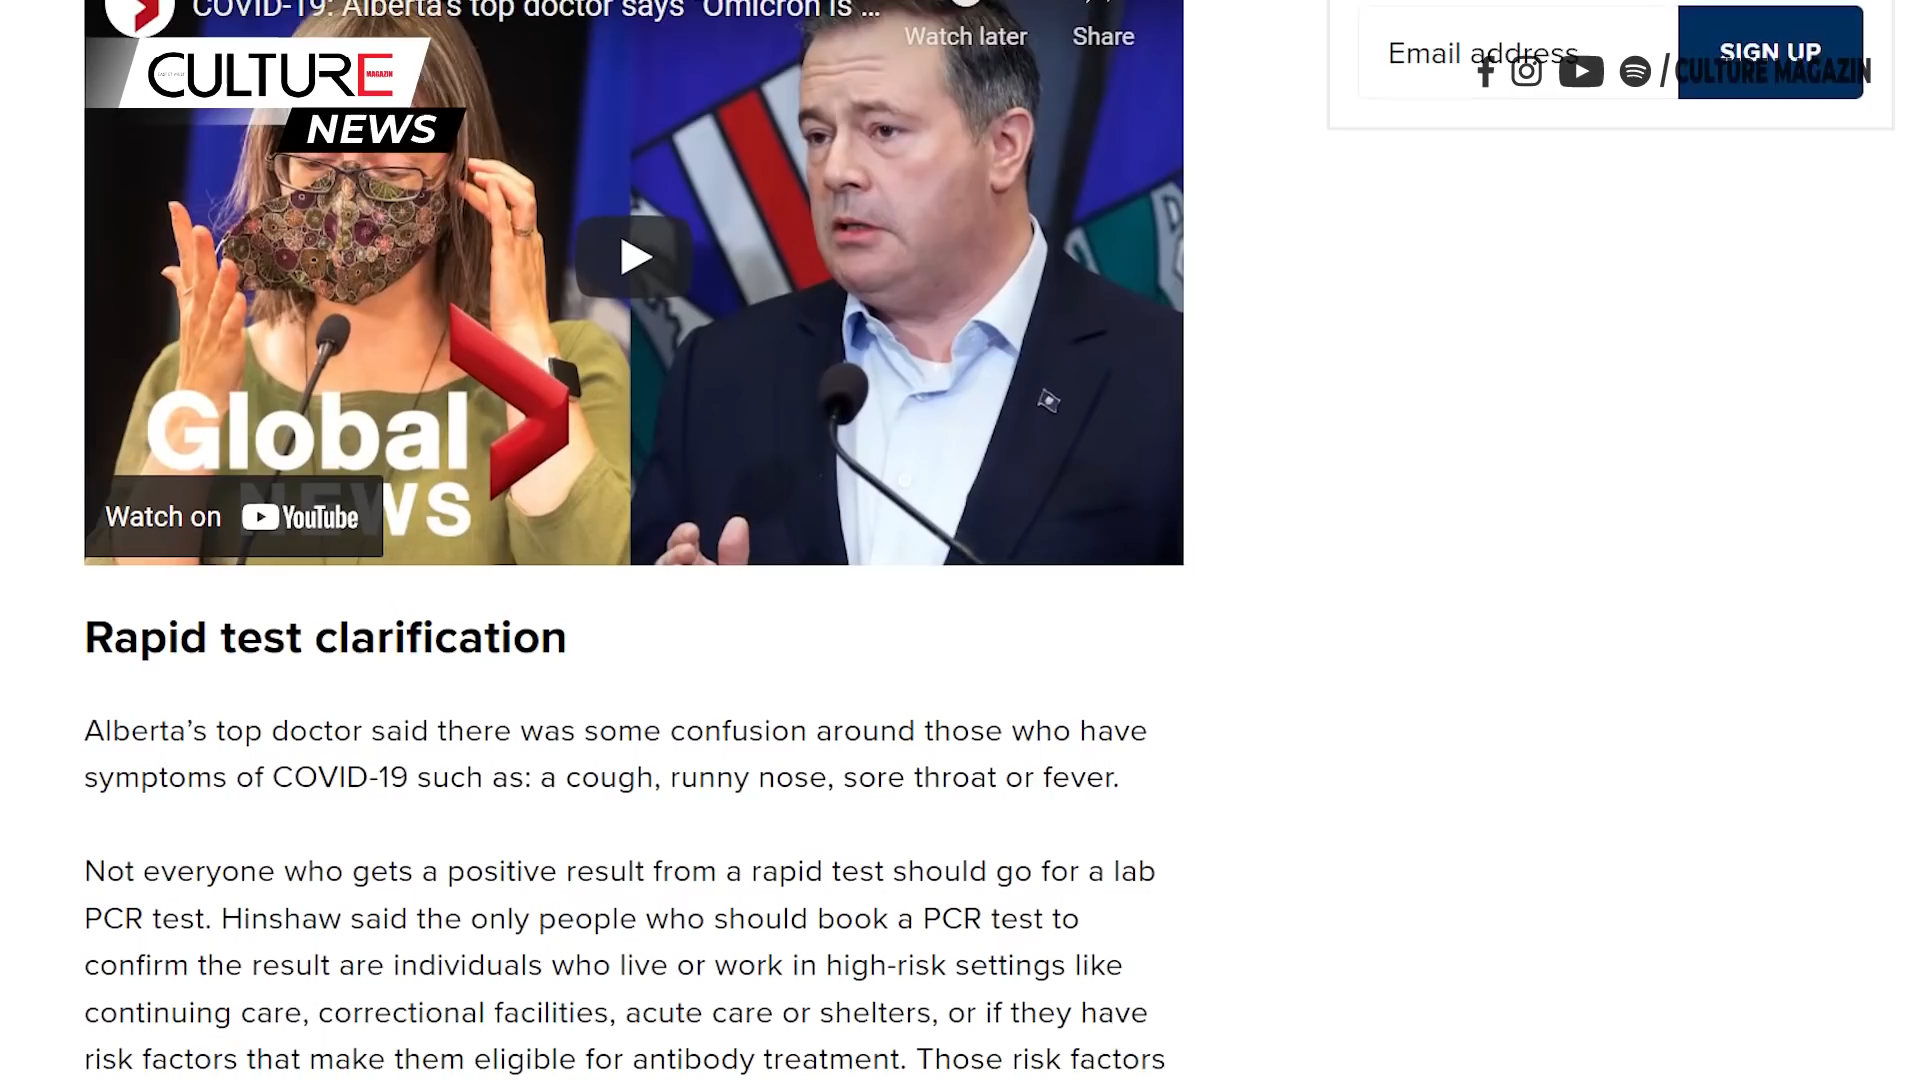 COVID-19: Alberta's top doctor says "Omicron is ...
Watch later
Share
CULTURE
MAGAZIN
NEWS
Email address
SIGN UP
/ CULTURE MAGAZIN
Global
NEWS
Watch on YouTube
Rapid test clarification
Alberta’s top doctor said there was some confusion around those who have
symptoms of COVID-19 such as: a cough, runny nose, sore throat or fever.
Not everyone who gets a positive result from a rapid test should go for a lab
PCR test. Hinshaw said the only people who should book a PCR test to
confirm the result are individuals who live or work in high-risk settings like
continuing care, correctional facilities, acute care or shelters, or if they have
risk factors that make them eligible for antibody treatment. Those risk factors